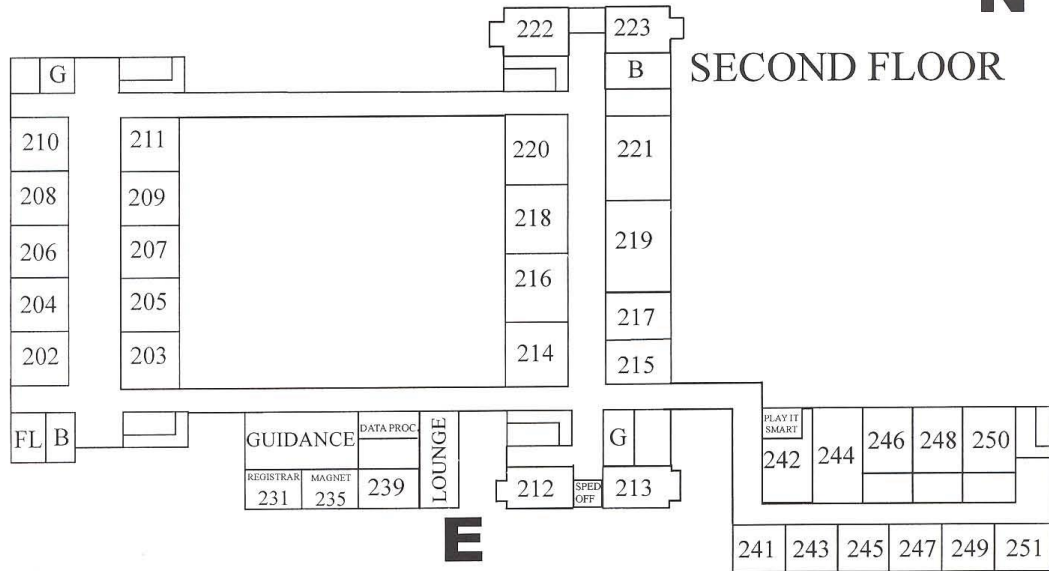 N
222 223
SECOND FLOOR
G B
210 211 220 221
208 209 218 219
206 207 216
204 205 217
202 203 214 215
FL B GUIDANCE DATA PROC. LOUNGE G
PLAY IT
SMART
242 244 246 248 250
REGISTRAR MAGNET
231 235 239 212 SPED
OFF 213
E
241 243 245 247 249 251